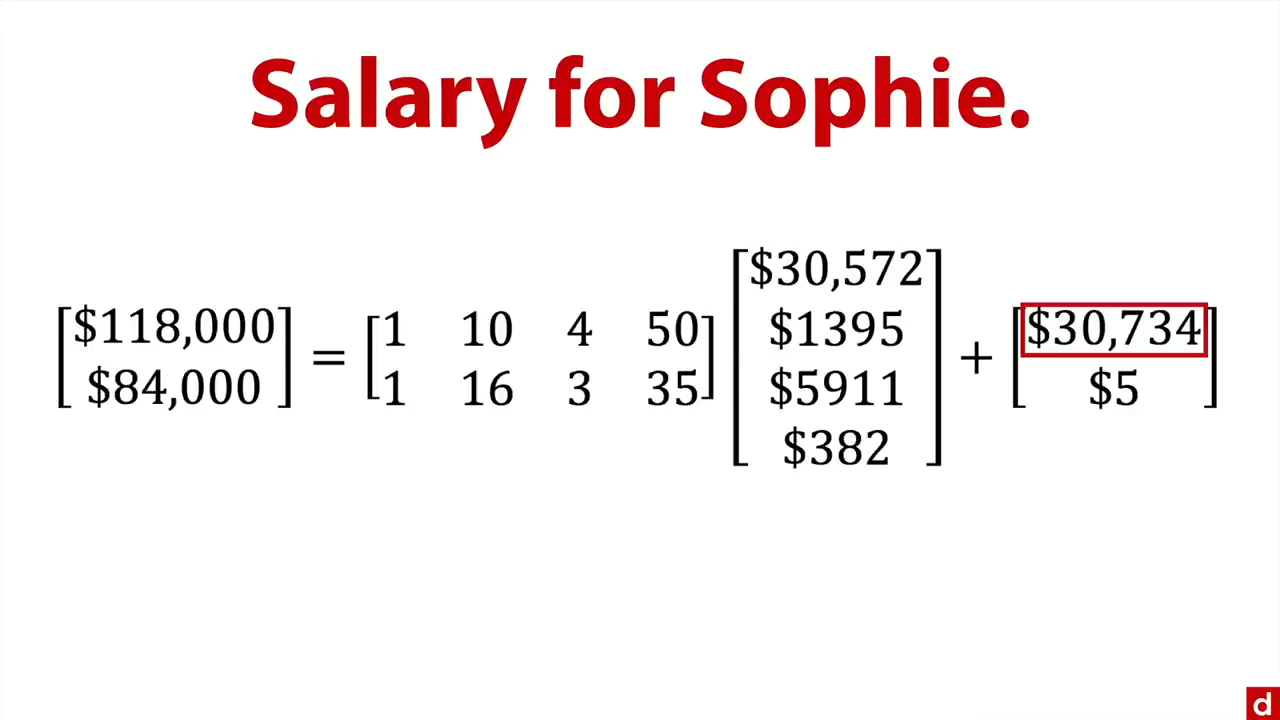 Salary for Sophie.
[$118,000
$84,000] = [1 10 4 50
1 16 3 35] [$30,572
$1395
$5911
$382] + [$30,734
$5]
d